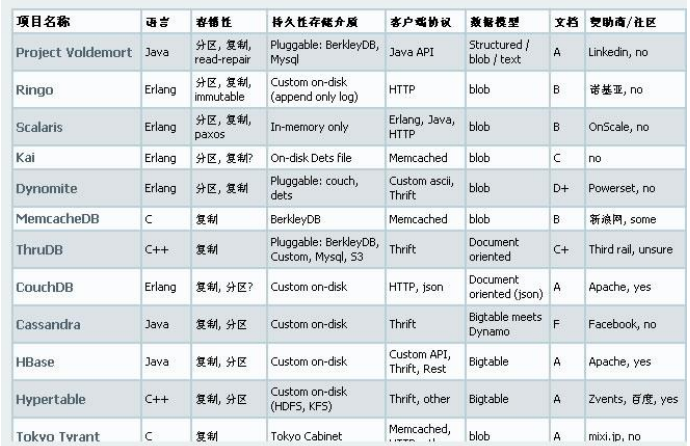 项目名称 语言 容错性 持久性存储介质 客户端协议 数据模型 文档 赞助商/社区
Project Voldemort Java 分区, 复制, read-repair Pluggable: BerkleyDB, Mysql Java API Structured / blob / text A Linkedin, no
Ringo Erlang 分区, 复制, immutable Custom on-disk (append only log) HTTP blob B 诺基亚, no
Scalaris Erlang 分区, 复制, paxos In-memory only Erlang, Java, HTTP blob B OnScale, no
Kai Erlang 分区, 复制? On-disk Dets file Memcached blob C no
Dynomite Erlang 分区, 复制 Pluggable: couch, dets Custom ascii, Thrift blob D+ Powerset, no
MemcacheDB C 复制 BerkleyDB Memcached blob B 新浪网, some
ThruDB C++ 复制 Pluggable: BerkleyDB, Custom, Mysql, S3 Thrift Document oriented C+ Third rail, unsure
CouchDB Erlang 复制, 分区? Custom on-disk HTTP, json Document oriented (json) A Apache, yes
Cassandra Java 复制, 分区 Custom on-disk Thrift Bigtable meets Dynamo F Facebook, no
HBase Java 复制, 分区 Custom on-disk Custom API, Thrift, Rest Bigtable A Apache, yes
Hypertable C++ 复制, 分区 Custom on-disk (HDFS, KFS) Thrift, other Bigtable A Zvents, 百度, yes
Tokyo Tyrant C 复制 Tokyo Cabinet Memcached, blob A mixi.jp, no